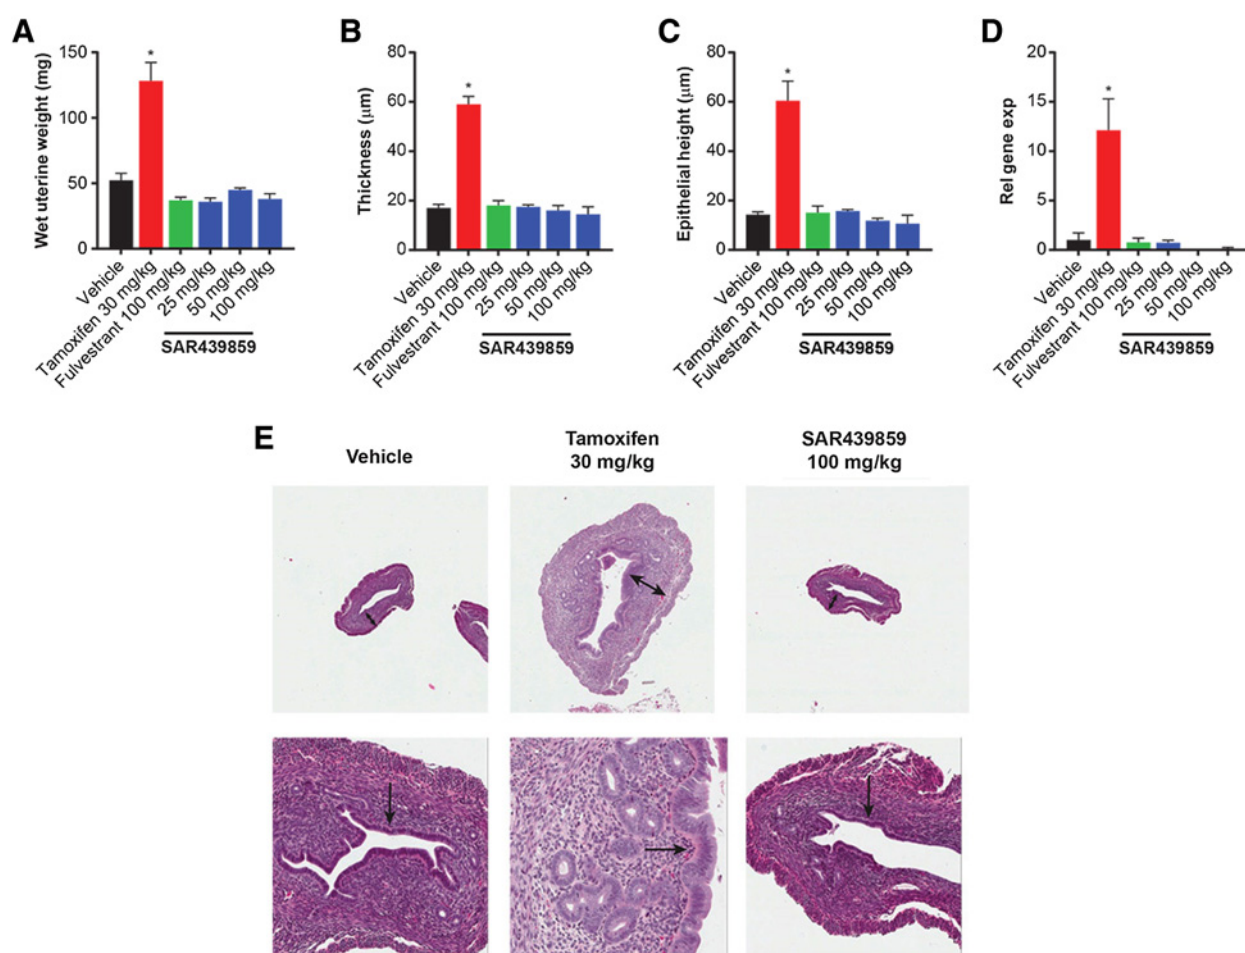 A
Wet uterine weight (mg)
150
100
50
0
*
Vehicle
Tamoxifen 30 mg/kg
Fulvestrant 100 mg/kg
25 mg/kg
50 mg/kg
100 mg/kg
SAR439859
B
Thickness (μm)
80
60
40
20
0
*
Vehicle
Tamoxifen 30 mg/kg
Fulvestrant 100 mg/kg
25 mg/kg
50 mg/kg
100 mg/kg
SAR439859
C
Epithelial height (μm)
80
60
40
20
0
*
Vehicle
Tamoxifen 30 mg/kg
Fulvestrant 100 mg/kg
25 mg/kg
50 mg/kg
100 mg/kg
SAR439859
D
Rel gene exp
20
15
10
5
0
*
Vehicle
Tamoxifen 30 mg/kg
Fulvestrant 100 mg/kg
25 mg/kg
50 mg/kg
100 mg/kg
SAR439859
E
Vehicle
Tamoxifen
30 mg/kg
SAR439859
100 mg/kg